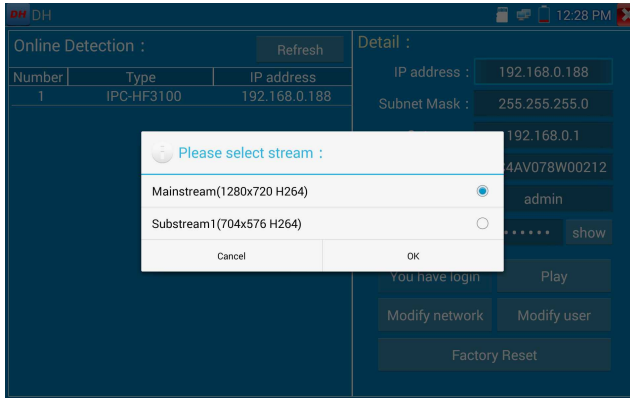 DH DH
12:28 PM
Online Detection :
Refresh
Number Type IP address
1 IPC-HF3100 192.168.0.188
Detail :
IP address : 192.168.0.188
Subnet Mask : 255.255.255.0
192.168.0.1
4AV078W00212
admin
•••••• show
You have login Play
Modify network Modify user
Factory Reset
Please select stream :
Mainstream(1280x720 H264)
Substream1(704x576 H264)
Cancel OK